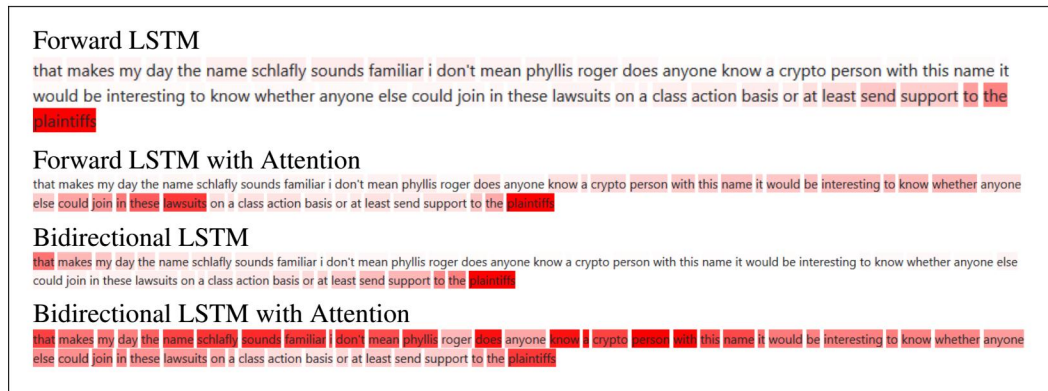 Forward LSTM
that makes my day the name schlafly sounds familiar i don't mean phyllis roger does anyone know a crypto person with this name it
would be interesting to know whether anyone else could join in these lawsuits on a class action basis or at least send support to the
plaintiffs
Forward LSTM with Attention
that makes my day the name schlafly sounds familiar i don't mean phyllis roger does anyone know a crypto person with this name it would be interesting to know whether anyone
else could join in these lawsuits on a class action basis or at least send support to the plaintiffs
Bidirectional LSTM
that makes my day the name schlafly sounds familiar i don't mean phyllis roger does anyone know a crypto person with this name it would be interesting to know whether anyone else
could join in these lawsuits on a class action basis or at least send support to the plaintiffs
Bidirectional LSTM with Attention
that makes my day the name schlafly sounds familiar i don't mean phyllis roger does anyone know a crypto person with this name it would be interesting to know whether anyone
else could join in these lawsuits on a class action basis or at least send support to the plaintiffs